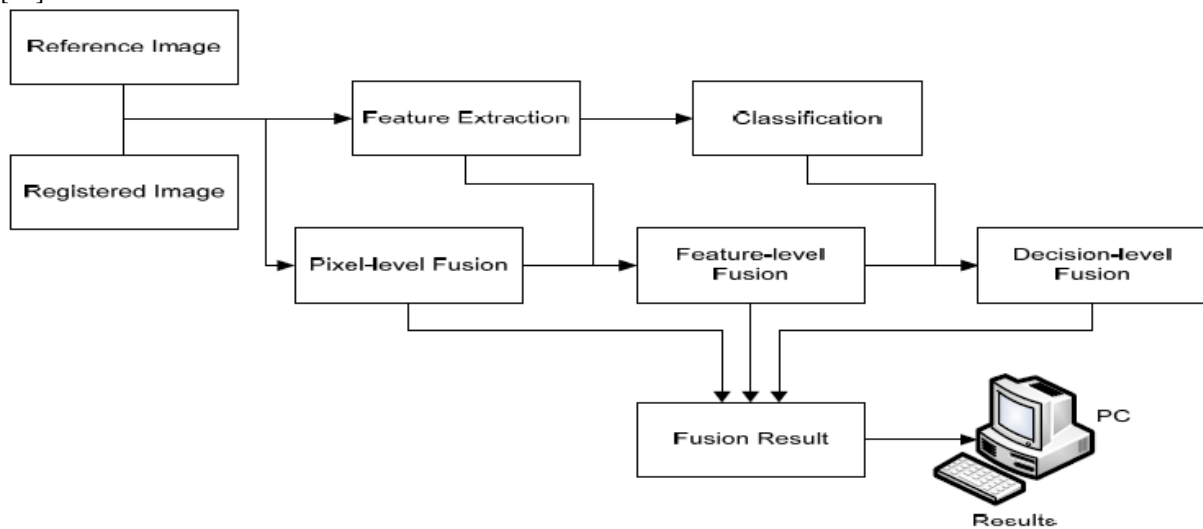 Reference Image
Feature Extraction
Classification
Registered Image
Pixel-level Fusion
Feature-level
Fusion
Decision-level
Fusion
Fusion Result
PC
Results